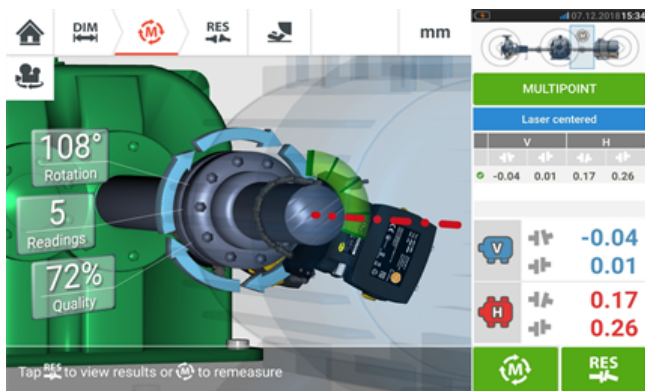 07.12.2018 15:34
DIM
M
RES
mm
MULTIPOINT
Laser centered
V H
-0.04 0.01 0.17 0.26
108°
Rotation
5
Readings
72%
Quality
V
-0.04
0.01
H
0.17
0.26
Tap RES to view results or M to remeasure
M
RES